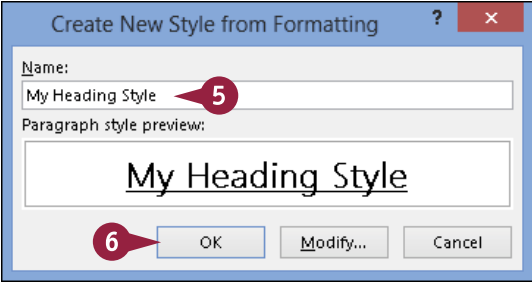 Create New Style from Formatting ? ×
Name:
My Heading Style 5
Paragraph style preview:
My Heading Style
6 OK Modify... Cancel